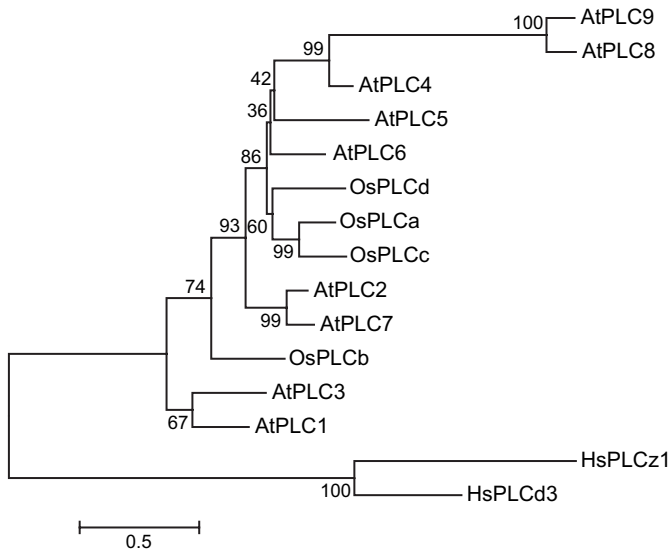 100 AtPLC9
99 AtPLC8
42 AtPLC4
36 AtPLC5
86 AtPLC6
OsPLCd
93 60 OsPLCa
99 OsPLCc
74 AtPLC2
99 AtPLC7
OsPLCb
AtPLC3
67 AtPLC1
HsPLCz1
100 HsPLCd3
0.5